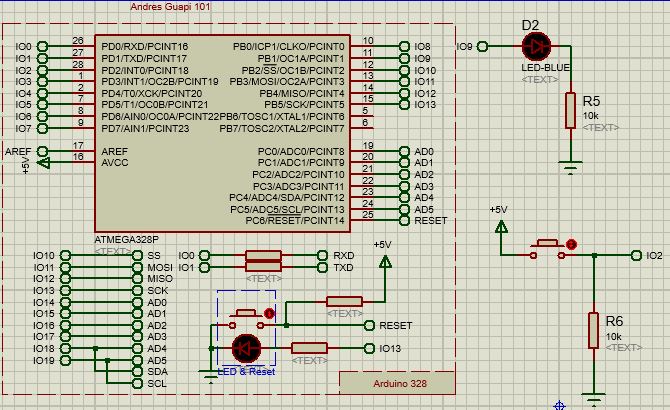 Andres Guapi 101
IO0 26 PD0/RXD/PCINT16 PB0/ICP1/CLKO/PCINT0 10 IO8
IO1 27 PD1/TXD/PCINT17 PB1/OC1A/PCINT1 11 IO9
IO2 28 PD2/INT0/PCINT18 PB2/SS/OC1B/PCINT2 12 IO10
IO3 1 PD3/INT1/OC2B/PCINT19 PB3/MOSI/OC2A/PCINT3 13 IO11
IO4 2 PD4/T0/XCK/PCINT20 PB4/MISO/PCINT4 14 IO12
IO5 7 PD5/T1/OC0B/PCINT21 PB5/SCK/PCINT5 15 IO13
IO6 8 PD6/AIN0/OC0A/PCINT22 PB6/TOSC1/XTAL1/PCINT6 5
IO7 9 PD7/AIN1/PCINT23 PB7/TOSC2/XTAL2/PCINT7 6
AREF 17 AREF PC0/ADC0/PCINT8 19 AD0
+5V 16 AVCC PC1/ADC1/PCINT9 20 AD1
PC2/ADC2/PCINT10 21 AD2
PC3/ADC3/PCINT11 22 AD3
PC4/ADC4/SDA/PCINT12 23 AD4
PC5/ADC5/SCL/PCINT13 24 AD5
PC6/RESET/PCINT14 25 RESET
ATMEGA328P
<TEXT>
IO10 SS
IO11 MOSI
IO12 MISO
IO13 SCK
IO14 AD0
IO15 AD1
IO16 AD2
IO17 AD3
IO18 AD4
IO19 AD5
SDA
SCL
IO0 RXD
IO1 TXD
<TEXT>
+5V
<TEXT>
RESET
IO13
<TEXT>
LED & Reset
Arduino 328
D2
IO9
LED-BLUE
<TEXT>
R5
10k
<TEXT>
+5V
IO2
R6
10k
<TEXT>